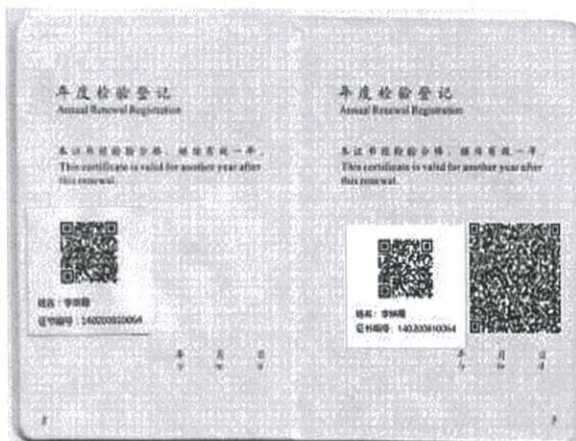 年度检验登记
Annual Renewal Registration
本证书经检验合格，继续有效一年。
This certificate is valid for another year after
this renewal.
姓名：李
证书编号：140200810064
年 月 日
年度检验登记
Annual Renewal Registration
本证书经检验合格，继续有效一年
This certificate is valid for another year after
this renewal.
姓名：李
证书编号：140200810064
年 月 日